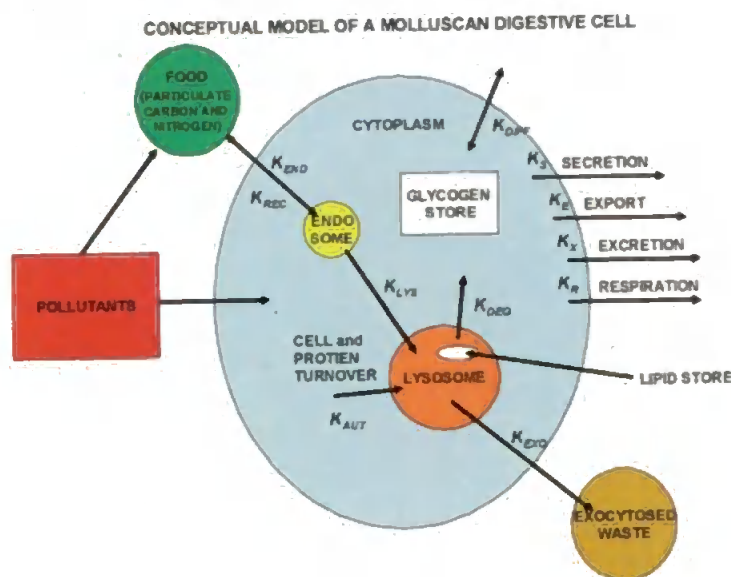 CONCEPTUAL MODEL OF A MOLLUSCAN DIGESTIVE CELL
FOOD
(PARTICULATE
CARBON AND
NITROGEN)
CYTOPLASM
K_DIFF
K_S SECRETION
K_END
K_REC
GLYCOGEN
STORE
K_E EXPORT
ENDO
SOME
K_X EXCRETION
K_LYS
K_R RESPIRATION
POLLUTANTS
K_DEG
CELL and
PROTIEN
TURNOVER
LYSOSOME
LIPID STORE
K_AUT
K_EXO
EXOCYTOSED
WASTE